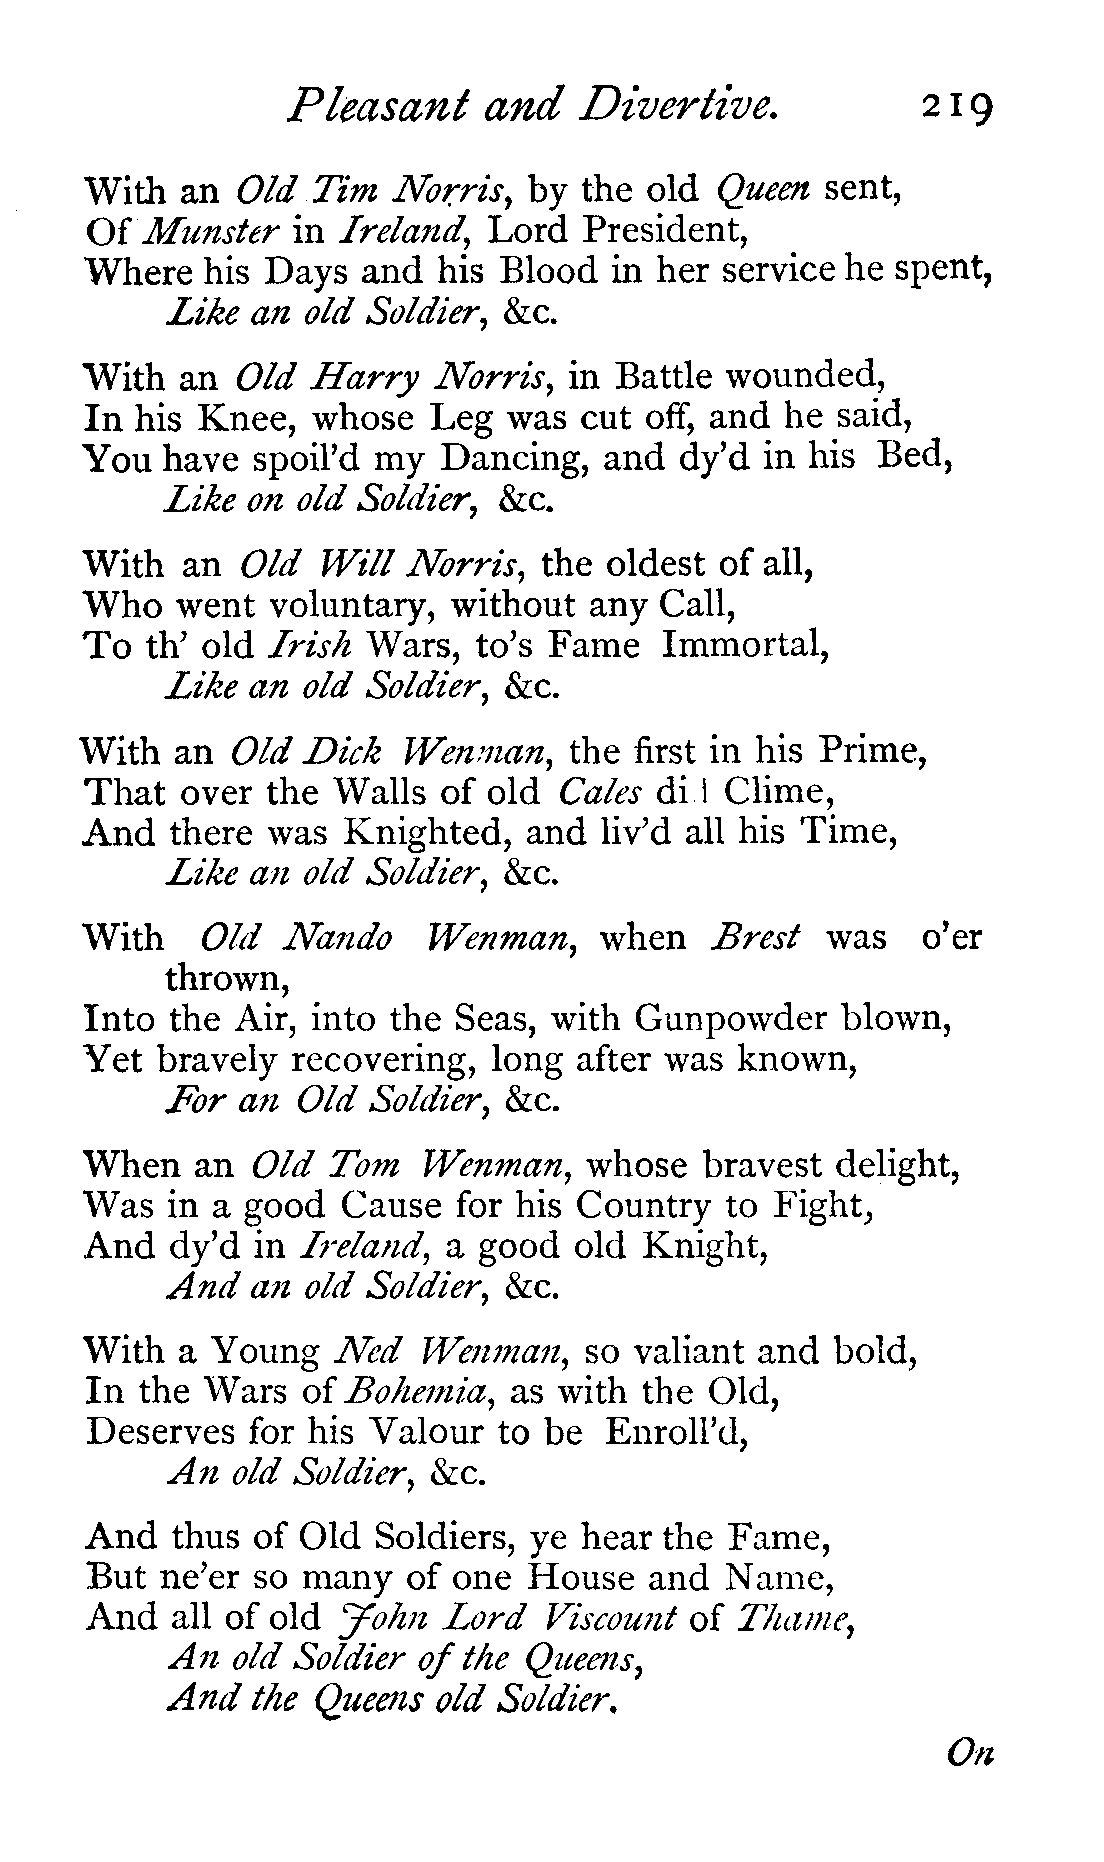 Pleasant and Divertive. 219
With an Old Tim Norris, by the old Queen sent,
Of Munster in Ireland, Lord President,
Where his Days and his Blood in her service he spent,
Like an old Soldier, &c.
With an Old Harry Norris, in Battle wounded,
In his Knee, whose Leg was cut off, and he said,
You have spoil'd my Dancing, and dy'd in his Bed,
Like on old Soldier, &c.
With an Old Will Norris, the oldest of all,
Who went voluntary, without any Call,
To th' old Irish Wars, to's Fame Immortal,
Like an old Soldier, &c.
With an Old Dick Wenman, the first in his Prime,
That over the Walls of old Cales did Clime,
And there was Knighted, and liv'd all his Time,
Like an old Soldier, &c.
With Old Nando Wenman, when Brest was o'er
thrown,
Into the Air, into the Seas, with Gunpowder blown,
Yet bravely recovering, long after was known,
For an Old Soldier, &c.
When an Old Tom Wenman, whose bravest delight,
Was in a good Cause for his Country to Fight,
And dy'd in Ireland, a good old Knight,
And an old Soldier, &c.
With a Young Ned Wenman, so valiant and bold,
In the Wars of Bohemia, as with the Old,
Deserves for his Valour to be Enroll'd,
An old Soldier, &c.
And thus of Old Soldiers, ye hear the Fame,
But ne'er so many of one House and Name,
And all of old John Lord Viscount of Thame,
An old Soldier of the Queens,
And the Queens old Soldier.
On